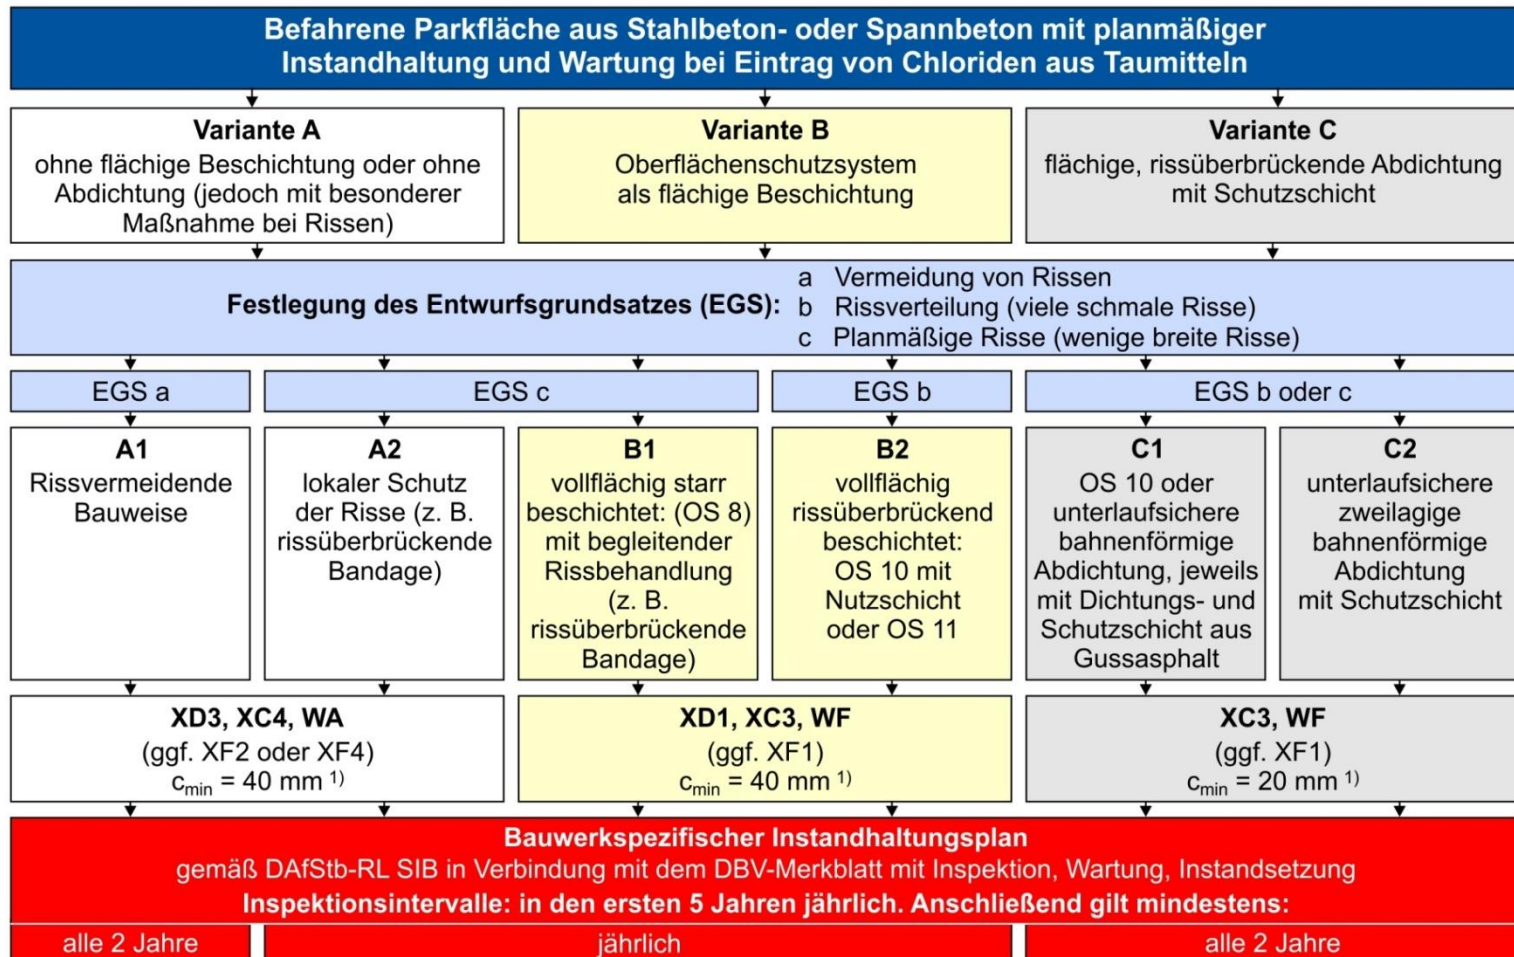 Befahrene Parkfläche aus Stahlbeton- oder Spannbeton mit planmäßiger
Instandhaltung und Wartung bei Eintrag von Chloriden aus Taumitteln
Variante A
ohne flächige Beschichtung oder ohne
Abdichtung (jedoch mit besonderer
Maßnahme bei Rissen)
Variante B
Oberflächenschutzsystem
als flächige Beschichtung
Variante C
flächige, rissüberbrückende Abdichtung
mit Schutzschicht
Festlegung des Entwurfsgrundsatzes (EGS):
a Vermeidung von Rissen
b Rissverteilung (viele schmale Risse)
c Planmäßige Risse (wenige breite Risse)
EGS a
EGS c
EGS b
EGS b oder c
A1
Rissvermeidende
Bauweise
A2
lokaler Schutz
der Risse (z. B.
rissüberbrückende
Bandage)
B1
vollflächig starr
beschichtet: (OS 8)
mit begleitender
Rissbehandlung
(z. B.
rissüberbrückende
Bandage)
B2
vollflächig
rissüberbrückend
beschichtet:
OS 10 mit
Nutzschicht
oder OS 11
C1
OS 10 oder
unterlaufsichere
bahnenförmige
Abdichtung, jeweils
mit Dichtungs- und
Schutzschicht aus
Gussasphalt
C2
unterlaufsichere
zweilagige
bahnenförmige
Abdichtung
mit Schutzschicht
XD3, XC4, WA
(ggf. XF2 oder XF4)
cmin = 40 mm 1)
XD1, XC3, WF
(ggf. XF1)
cmin = 40 mm 1)
XC3, WF
(ggf. XF1)
cmin = 20 mm 1)
Bauwerkspezifischer Instandhaltungsplan
gemäß DAfStb-RL SIB in Verbindung mit dem DBV-Merkblatt mit Inspektion, Wartung, Instandsetzung
Inspektionsintervalle: in den ersten 5 Jahren jährlich. Anschließend gilt mindestens:
alle 2 Jahre
jährlich
alle 2 Jahre